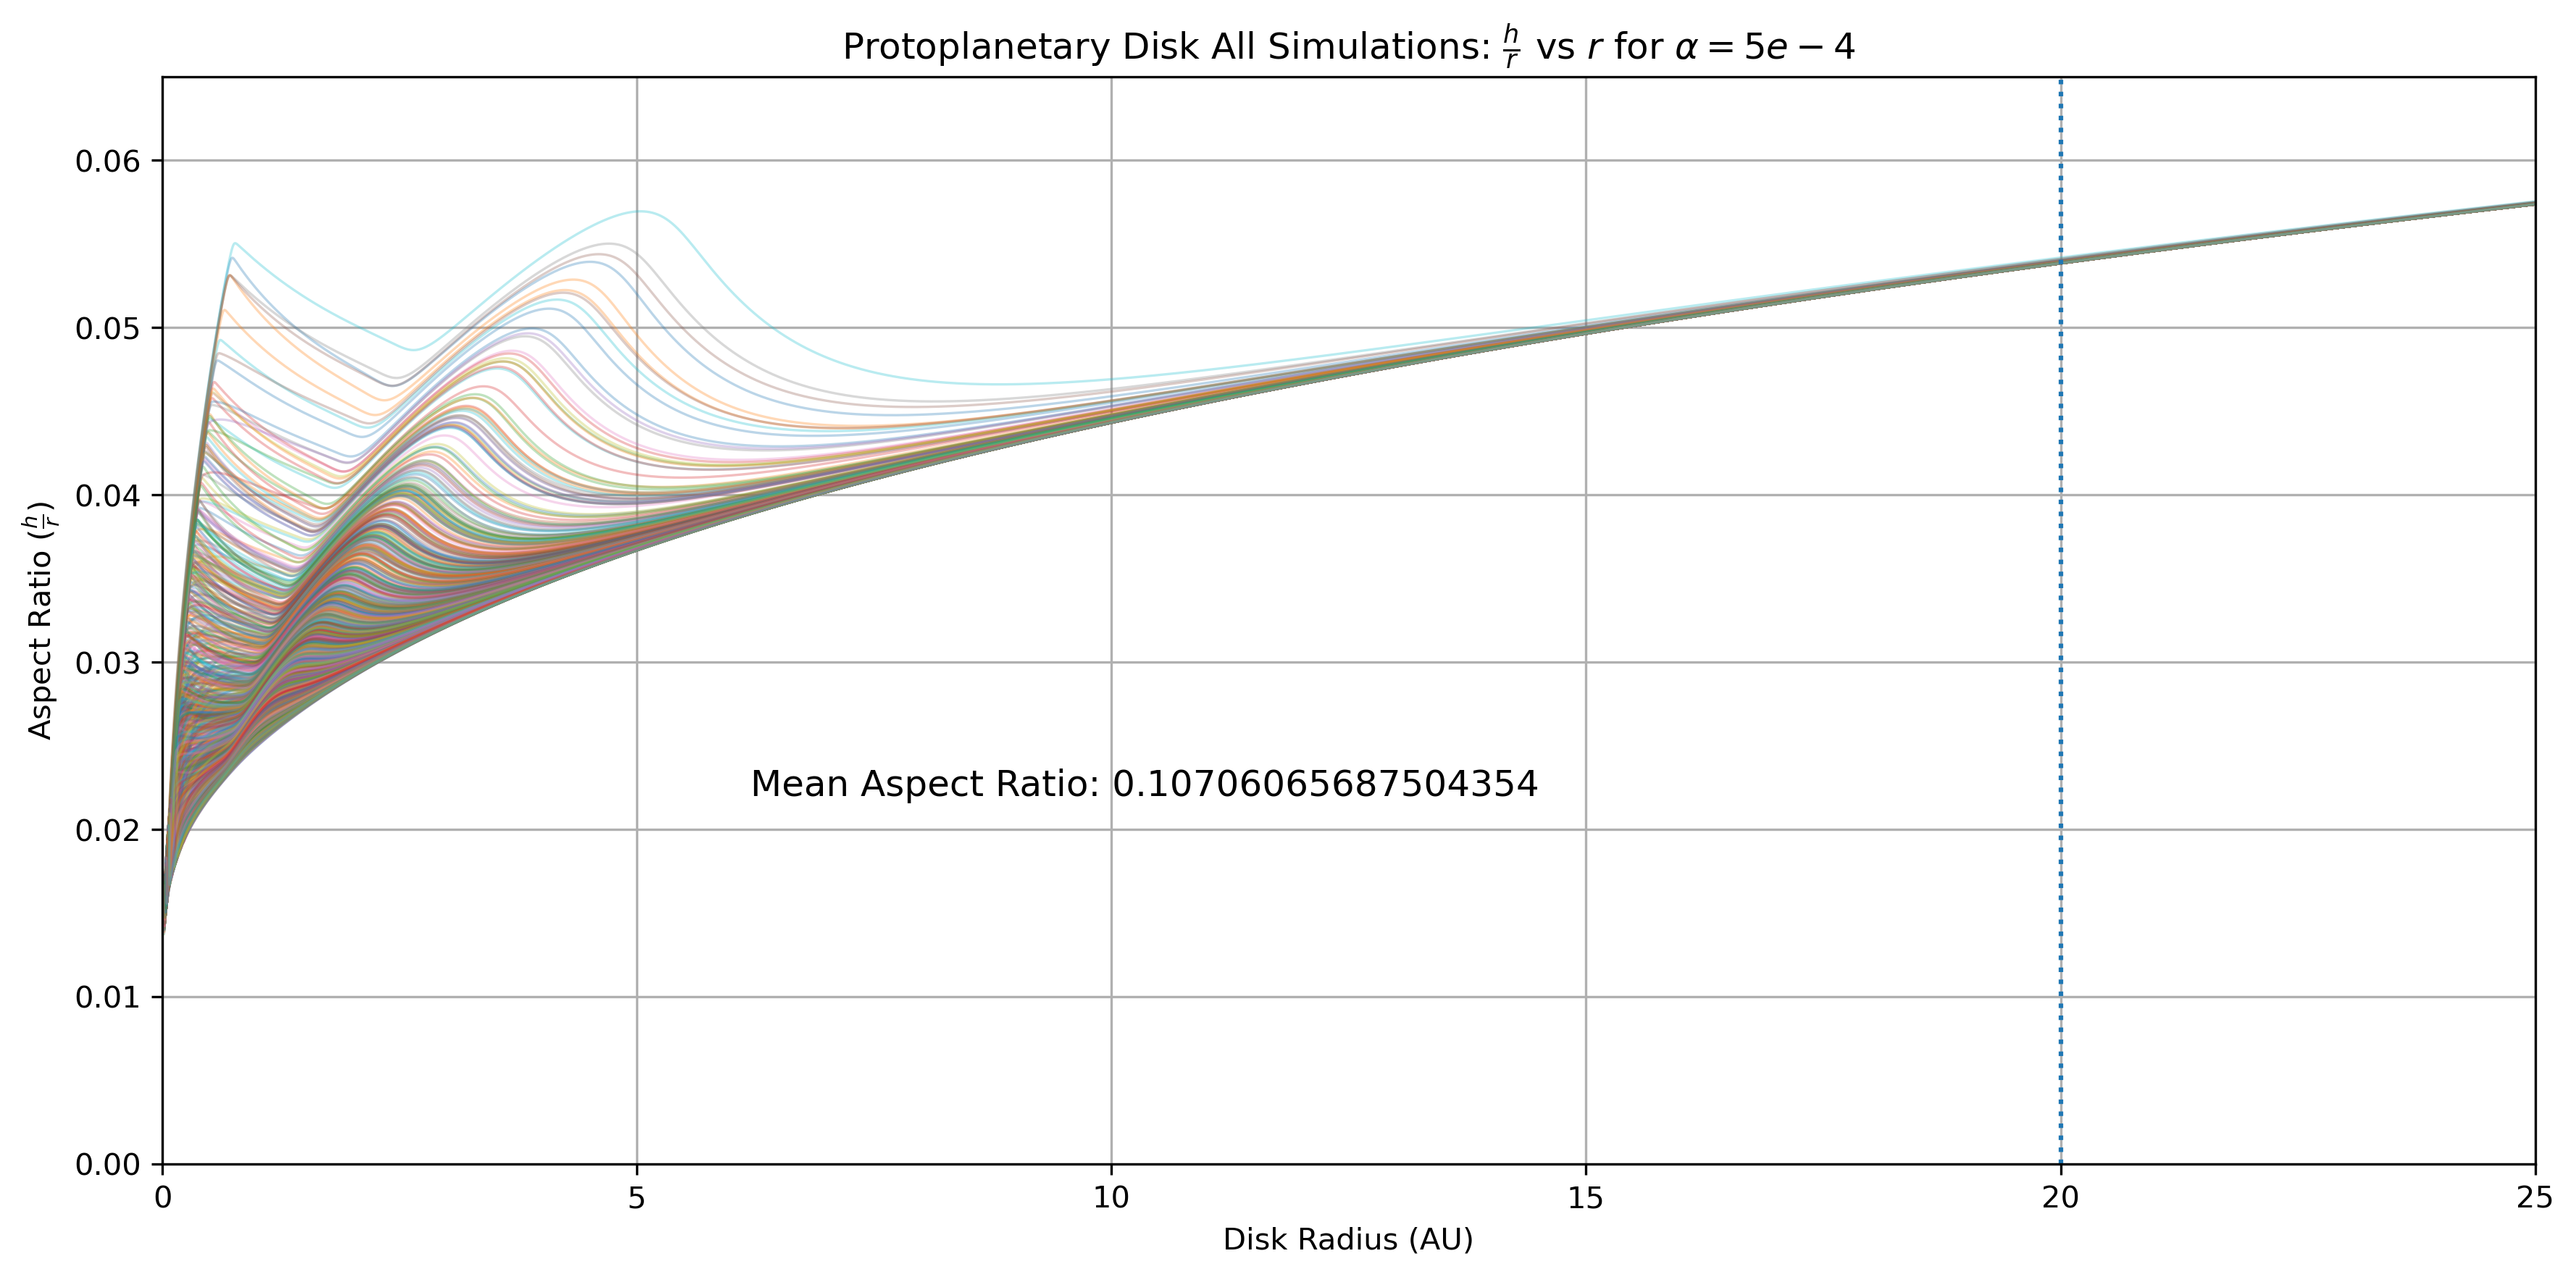 Protoplanetary Disk All Simulations: h/r vs r for α = 5e − 4
Aspect Ratio (h/r)
0.06
0.05
0.04
0.03
0.02
0.01
0.00
Mean Aspect Ratio: 0.10706065687504354
0 5 10 15 20 25
Disk Radius (AU)